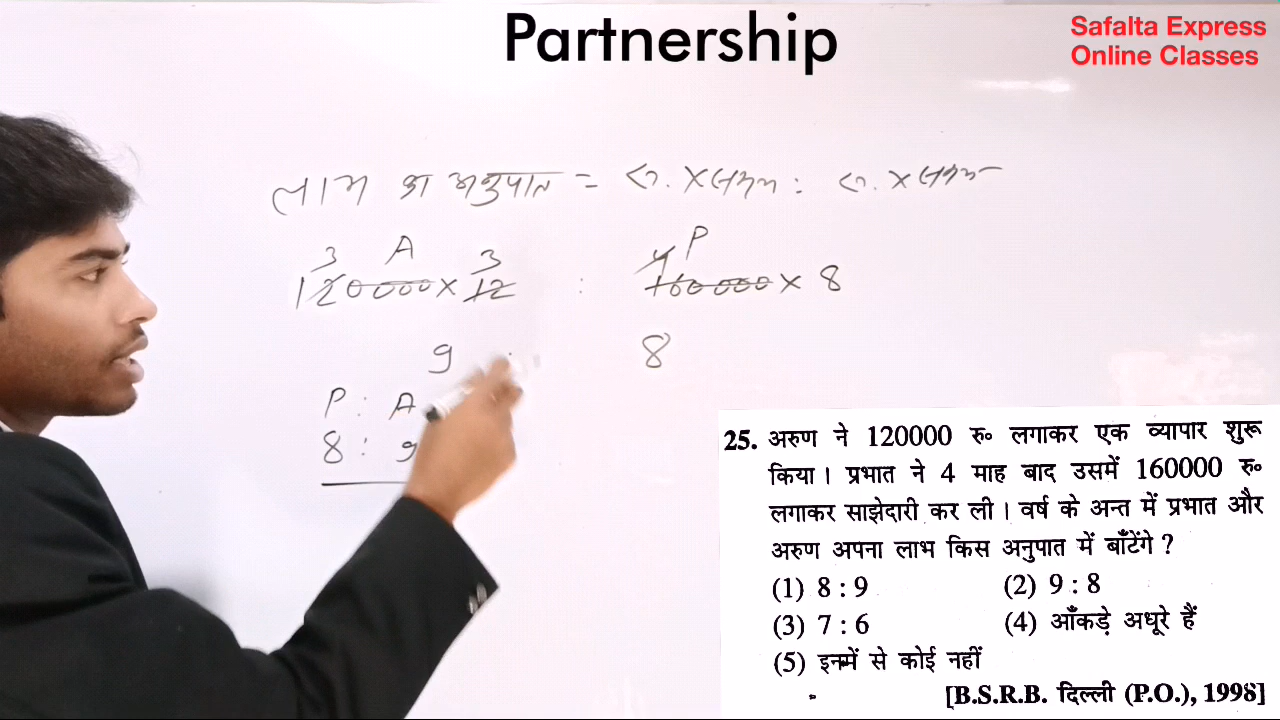 Partnership
Safalta Express
Online Classes
लाभ का अनुपात = ला. × समय : ला. × समय
3 A 3 4 P
120000 × 12 : 160000 × 8
9 : 8
P : A
8 : 9
25. अरुण ने 120000 रु० लगाकर एक व्यापार शुरू
किया । प्रभात ने 4 माह बाद उसमें 160000 रु०
लगाकर साझेदारी कर ली । वर्ष के अन्त में प्रभात और
अरुण अपना लाभ किस अनुपात में बाँटेंगे ?
(1) 8 : 9 (2) 9 : 8
(3) 7 : 6 (4) आँकड़े अधूरे हैं
(5) इनमें से कोई नहीं
[B.S.R.B. दिल्ली (P.O.), 1998]